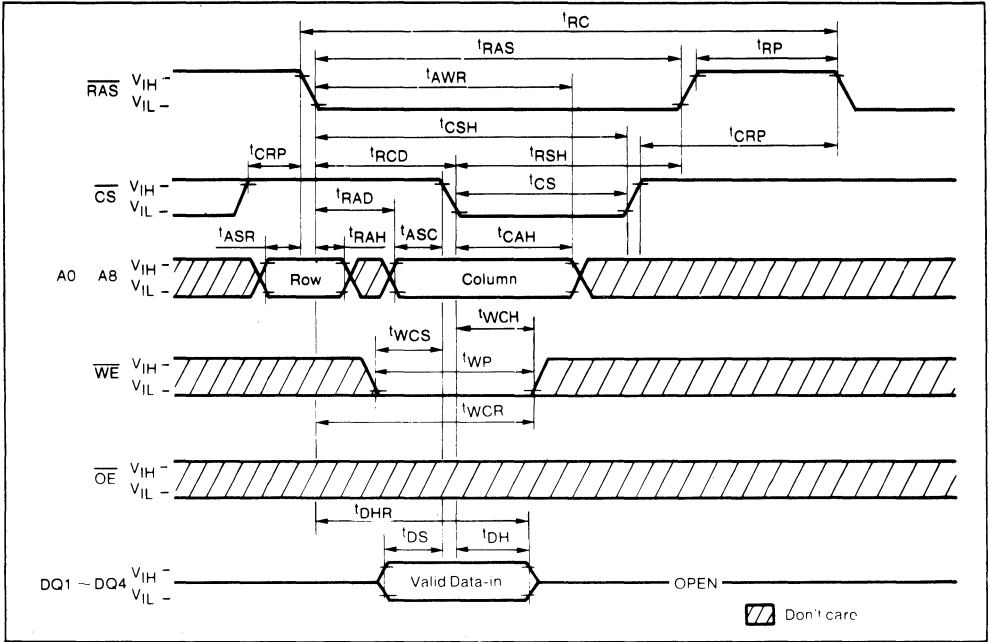 tRC
tRAS
tRP
tAWR
RAS VIH
VIL
tCSH
tCRP
tRCD
tRSH
tCRP
CS VIH
VIL
tCS
tRAD
tASR
tRAH
tASC
tCAH
A0 A8 VIH
VIL
Row
Column
tWCH
tWCS
WE VIH
VIL
tWP
tWCR
OE VIH
VIL
tDHR
tDS
tDH
DQ1 ~ DQ4 VIH
VIL
Valid Data-in
OPEN
Don't care